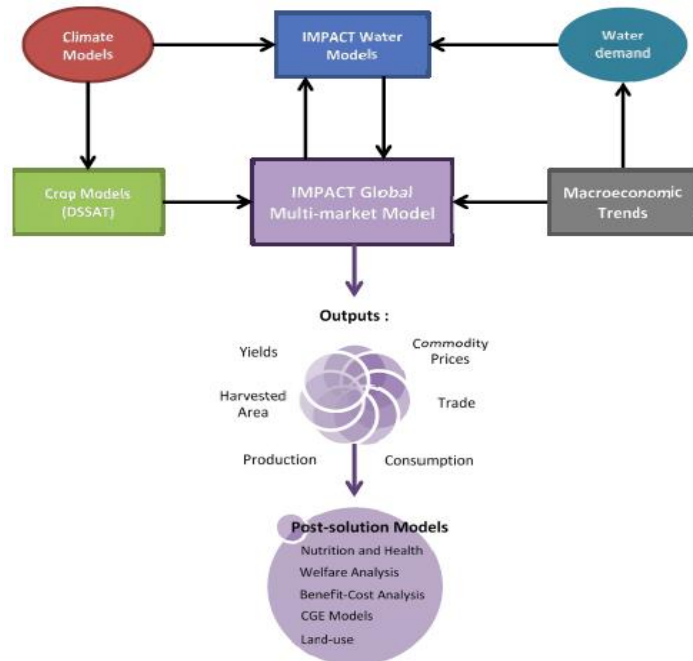 Climate
Models
IMPACT Water
Models
Water
demand
Crop Models
(DSSAT)
IMPACT Global
Multi-market Model
Macroeconomic
Trends
Outputs :
Yields
Commodity
Prices
Harvested
Area
Trade
Production
Consumption
Post-solution Models
Nutrition and Health
Welfare Analysis
Benefit-Cost Analysis
CGE Models
Land-use